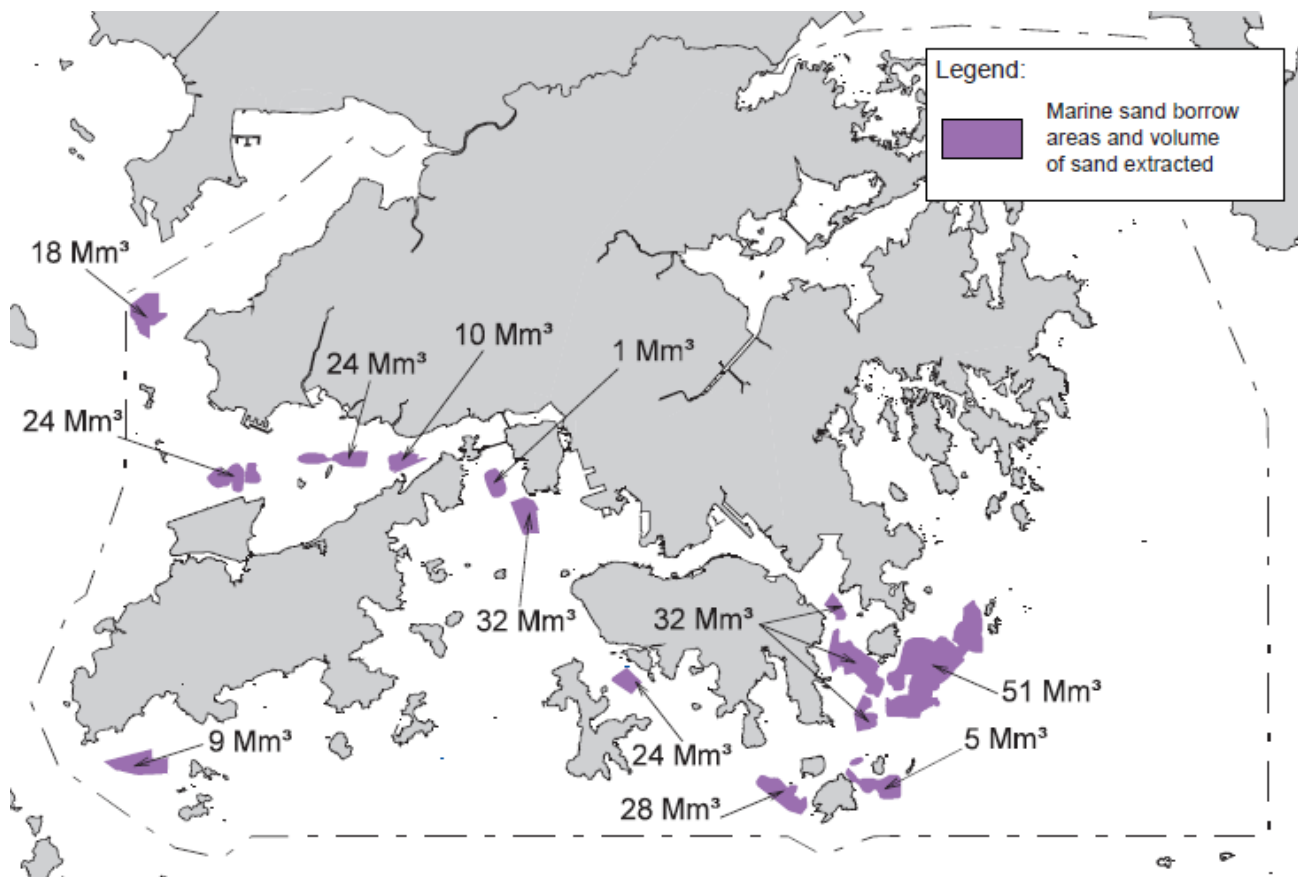 Legend:
Marine sand borrow
areas and volume
of sand extracted
18 Mm³
10 Mm³
1 Mm³
24 Mm³
24 Mm³
32 Mm³
32 Mm³
51 Mm³
9 Mm³
24 Mm³
5 Mm³
28 Mm³